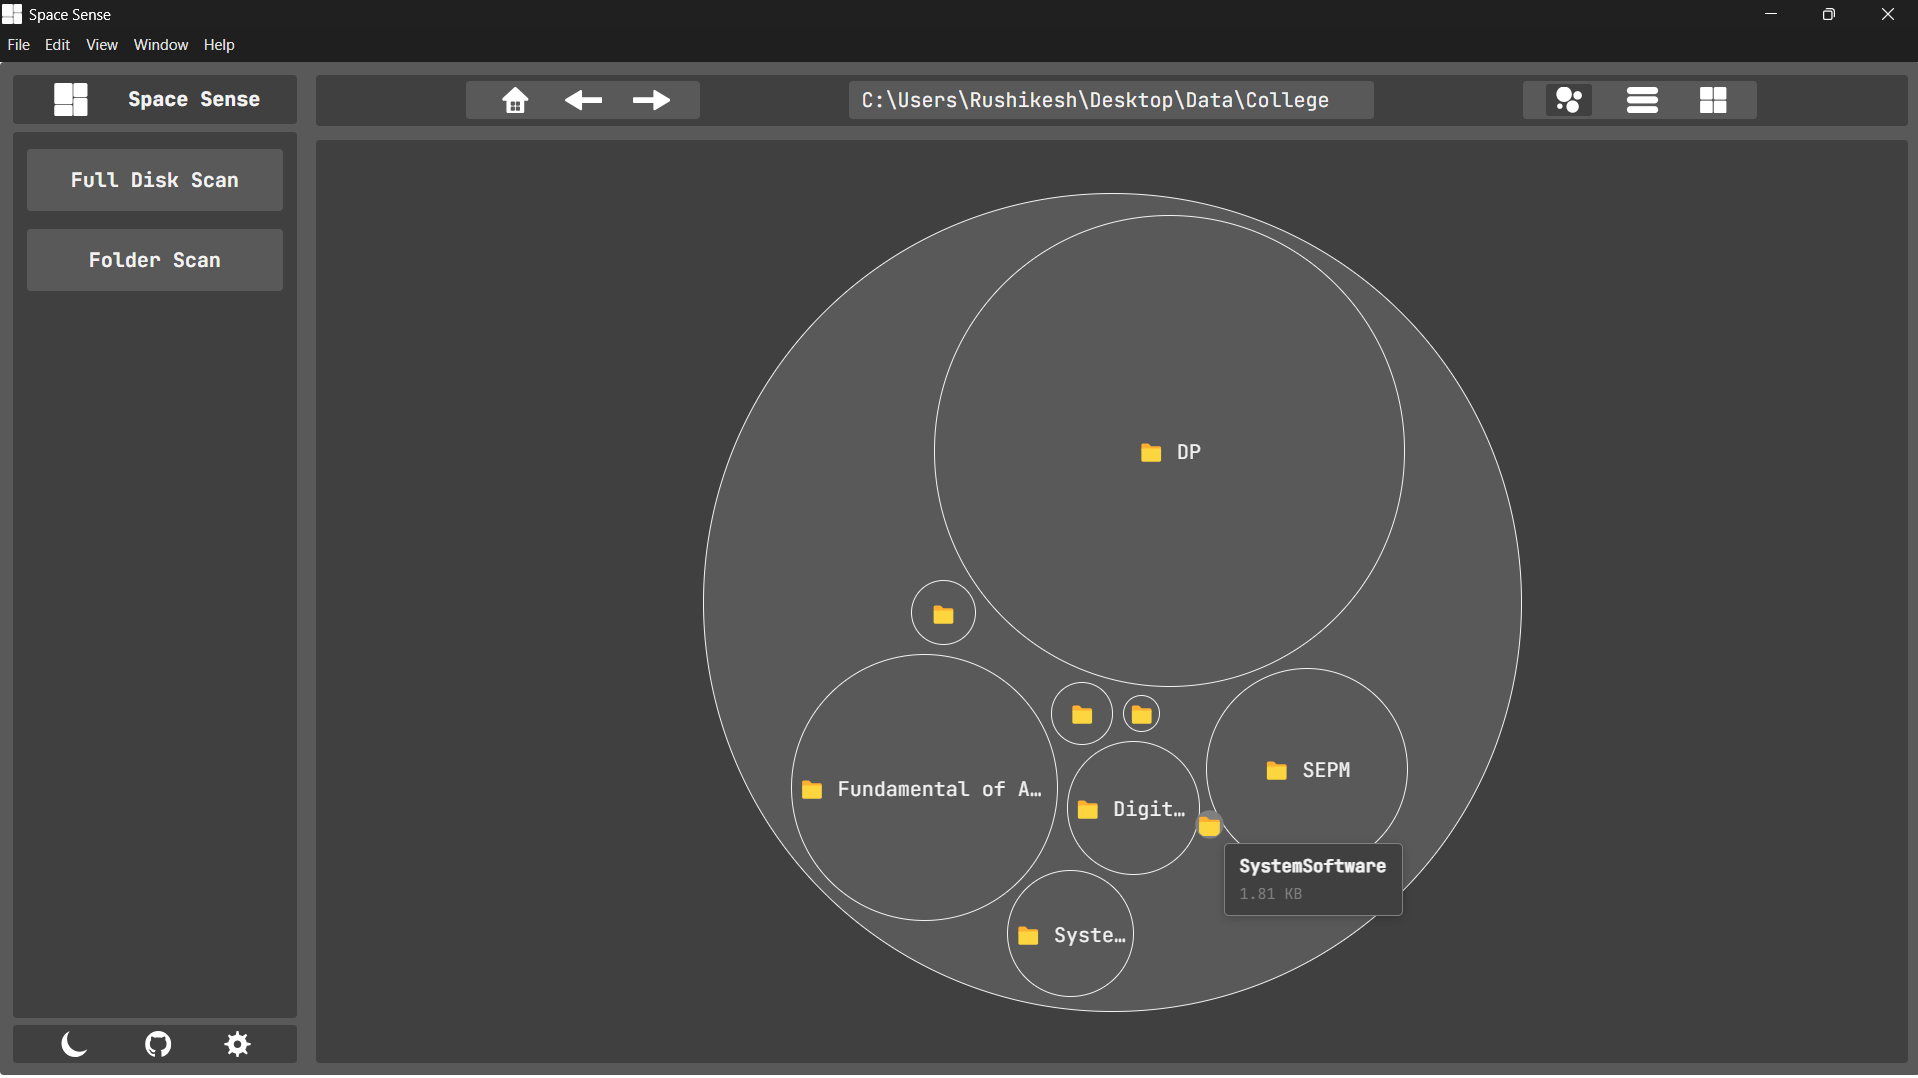 Space Sense
File Edit View Window Help
Space Sense
C:\Users\Rushikesh\Desktop\Data\College
Full Disk Scan
Folder Scan
DP
Fundamental of A…
Digit…
SEPM
SystemSoftware
1.81 KB
Syste…